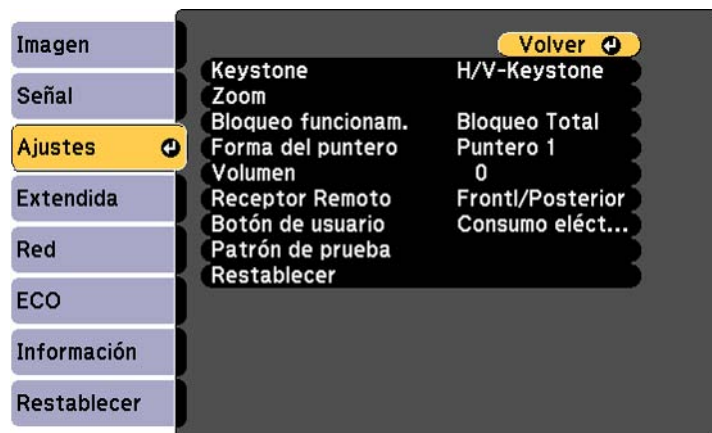 Imagen
Señal
Ajustes
Extendida
Red
ECO
Información
Restablecer
Volver
Keystone H/V-Keystone
Zoom
Bloqueo funcionam. Bloqueo Total
Forma del puntero Puntero 1
Volumen 0
Receptor Remoto Frontl/Posterior
Botón de usuario Consumo eléct...
Patrón de prueba
Restablecer